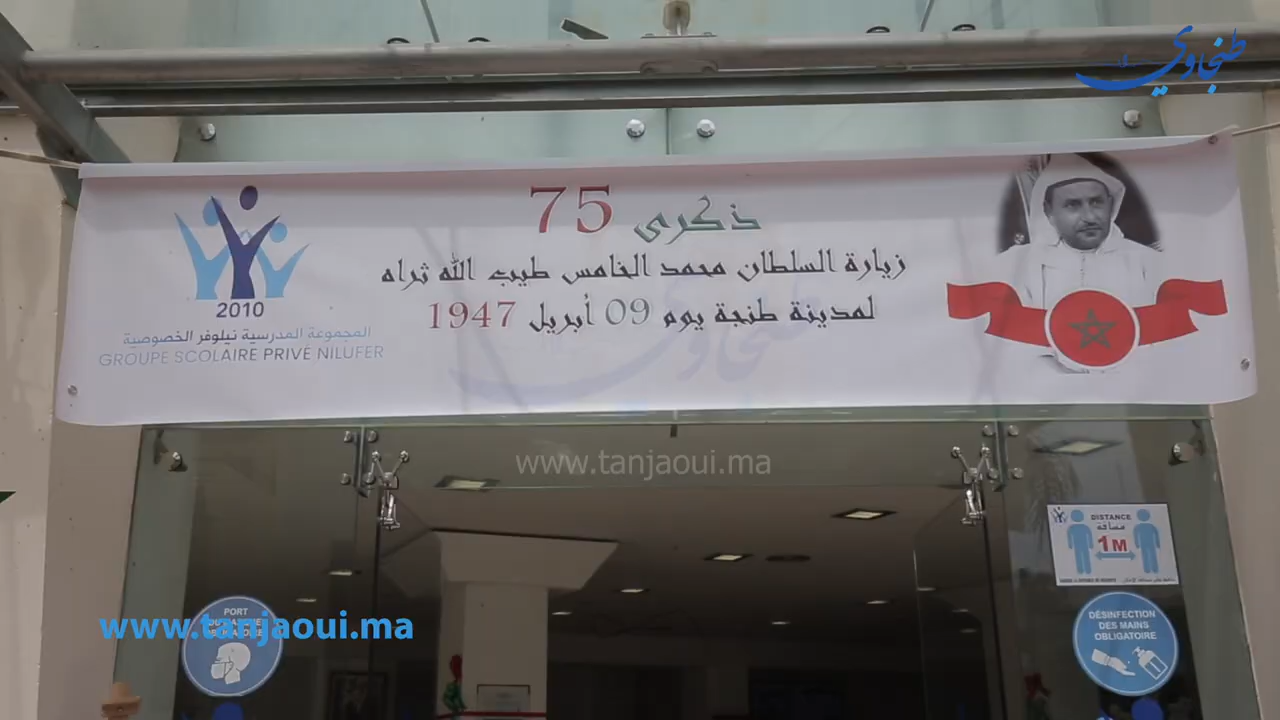 طنجاوي
ذكرى 75
زيارة السلطان محمد الخامس طيب الله ثراه
لمدينة طنجة يوم 09 أبريل 1947
2010
المجموعة المدرسية نيلوفر الخصوصية
GROUPE SCOLAIRE PRIVÉ NILUFER
طنجاوي
www.tanjaoui.ma
DISTANCE
مسافة
1M
PORT
www.tanjaoui.ma
DÉSINFECTION
DES MAINS
OBLIGATOIRE